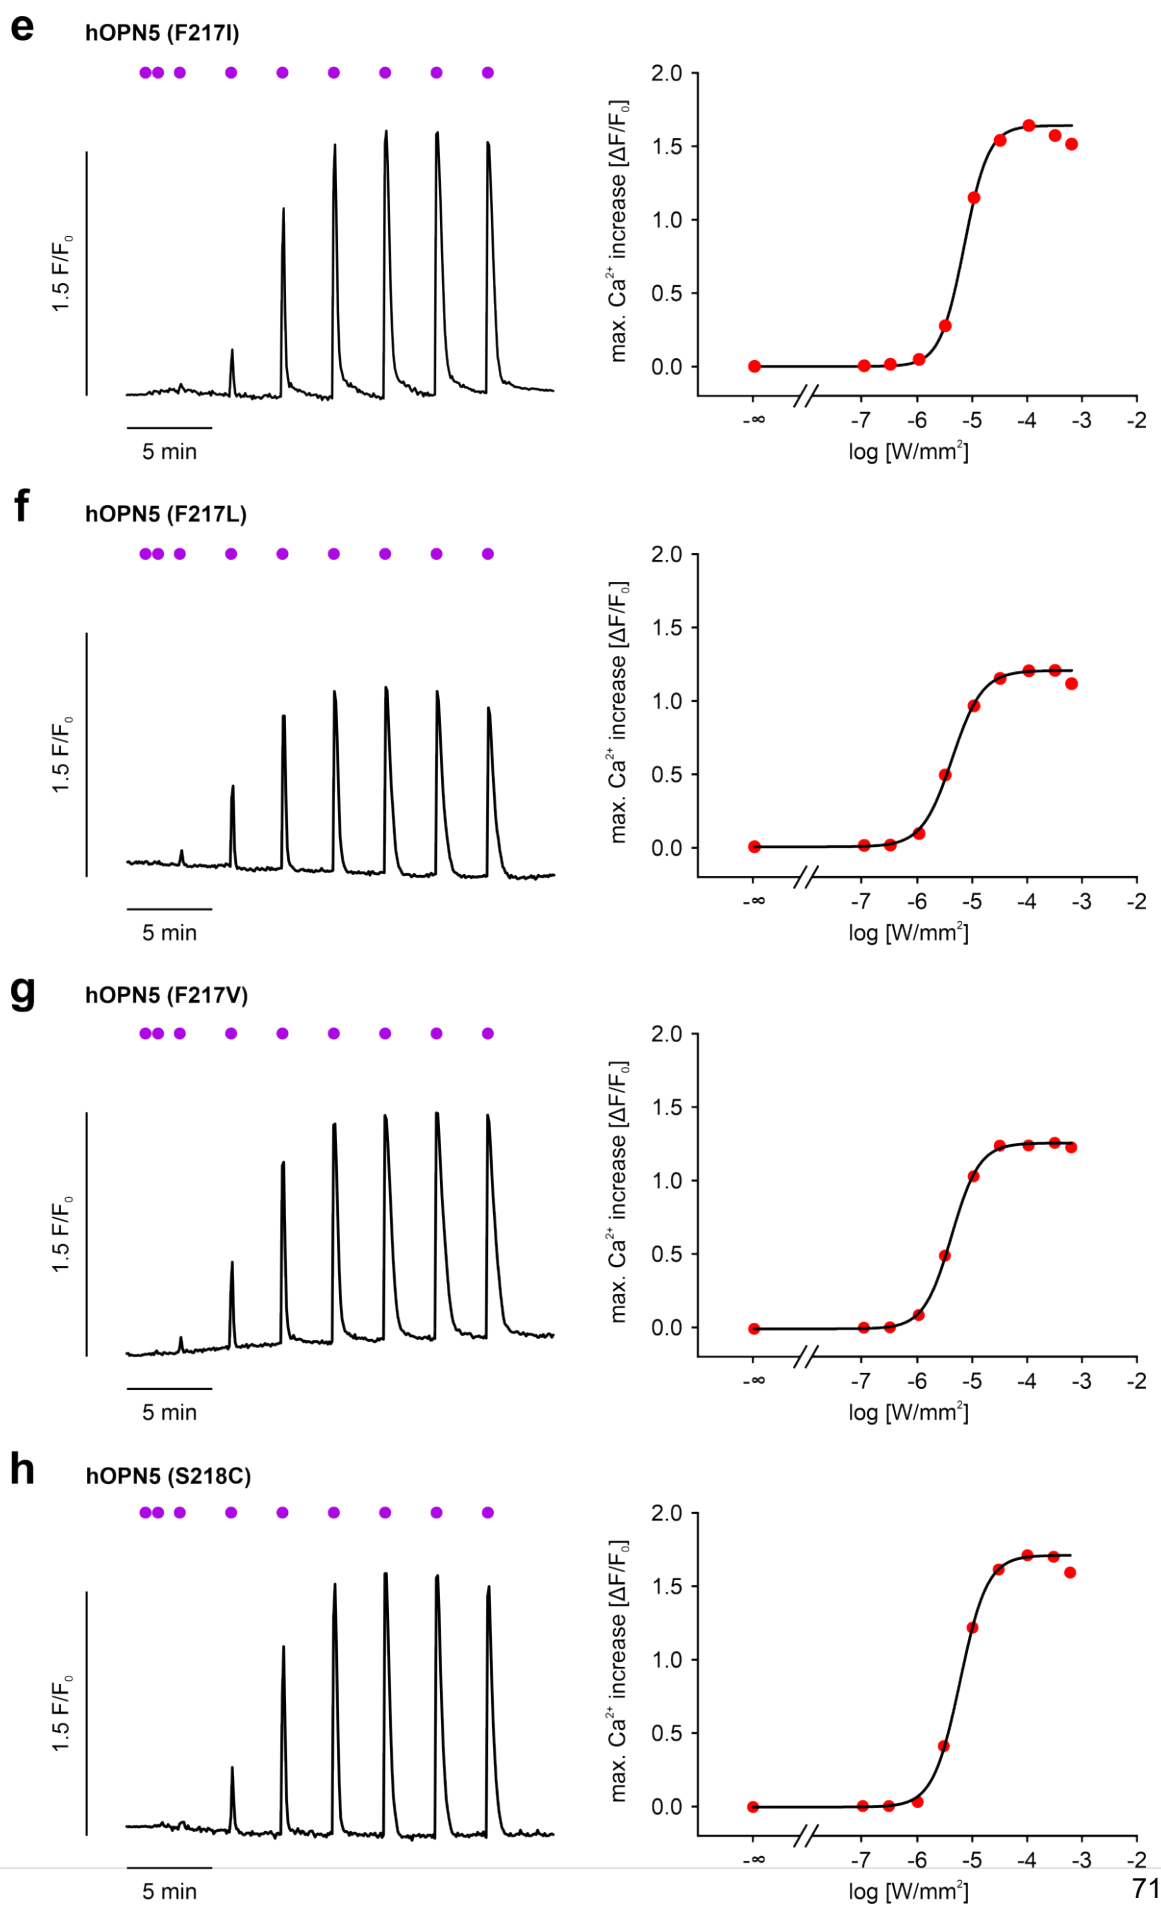 e
hOPN5 (F217I)
1.5 F/F₀
5 min
max. Ca²⁺ increase [ΔF/F₀]
2.0
1.5
1.0
0.5
0.0
-∞ -7 -6 -5 -4 -3 -2
log [W/mm²]
f
hOPN5 (F217L)
1.5 F/F₀
5 min
max. Ca²⁺ increase [ΔF/F₀]
2.0
1.5
1.0
0.5
0.0
-∞ -7 -6 -5 -4 -3 -2
log [W/mm²]
g
hOPN5 (F217V)
1.5 F/F₀
5 min
max. Ca²⁺ increase [ΔF/F₀]
2.0
1.5
1.0
0.5
0.0
-∞ -7 -6 -5 -4 -3 -2
log [W/mm²]
h
hOPN5 (S218C)
1.5 F/F₀
5 min
max. Ca²⁺ increase [ΔF/F₀]
2.0
1.5
1.0
0.5
0.0
-∞ -7 -6 -5 -4 -3 -2
log [W/mm²]
71